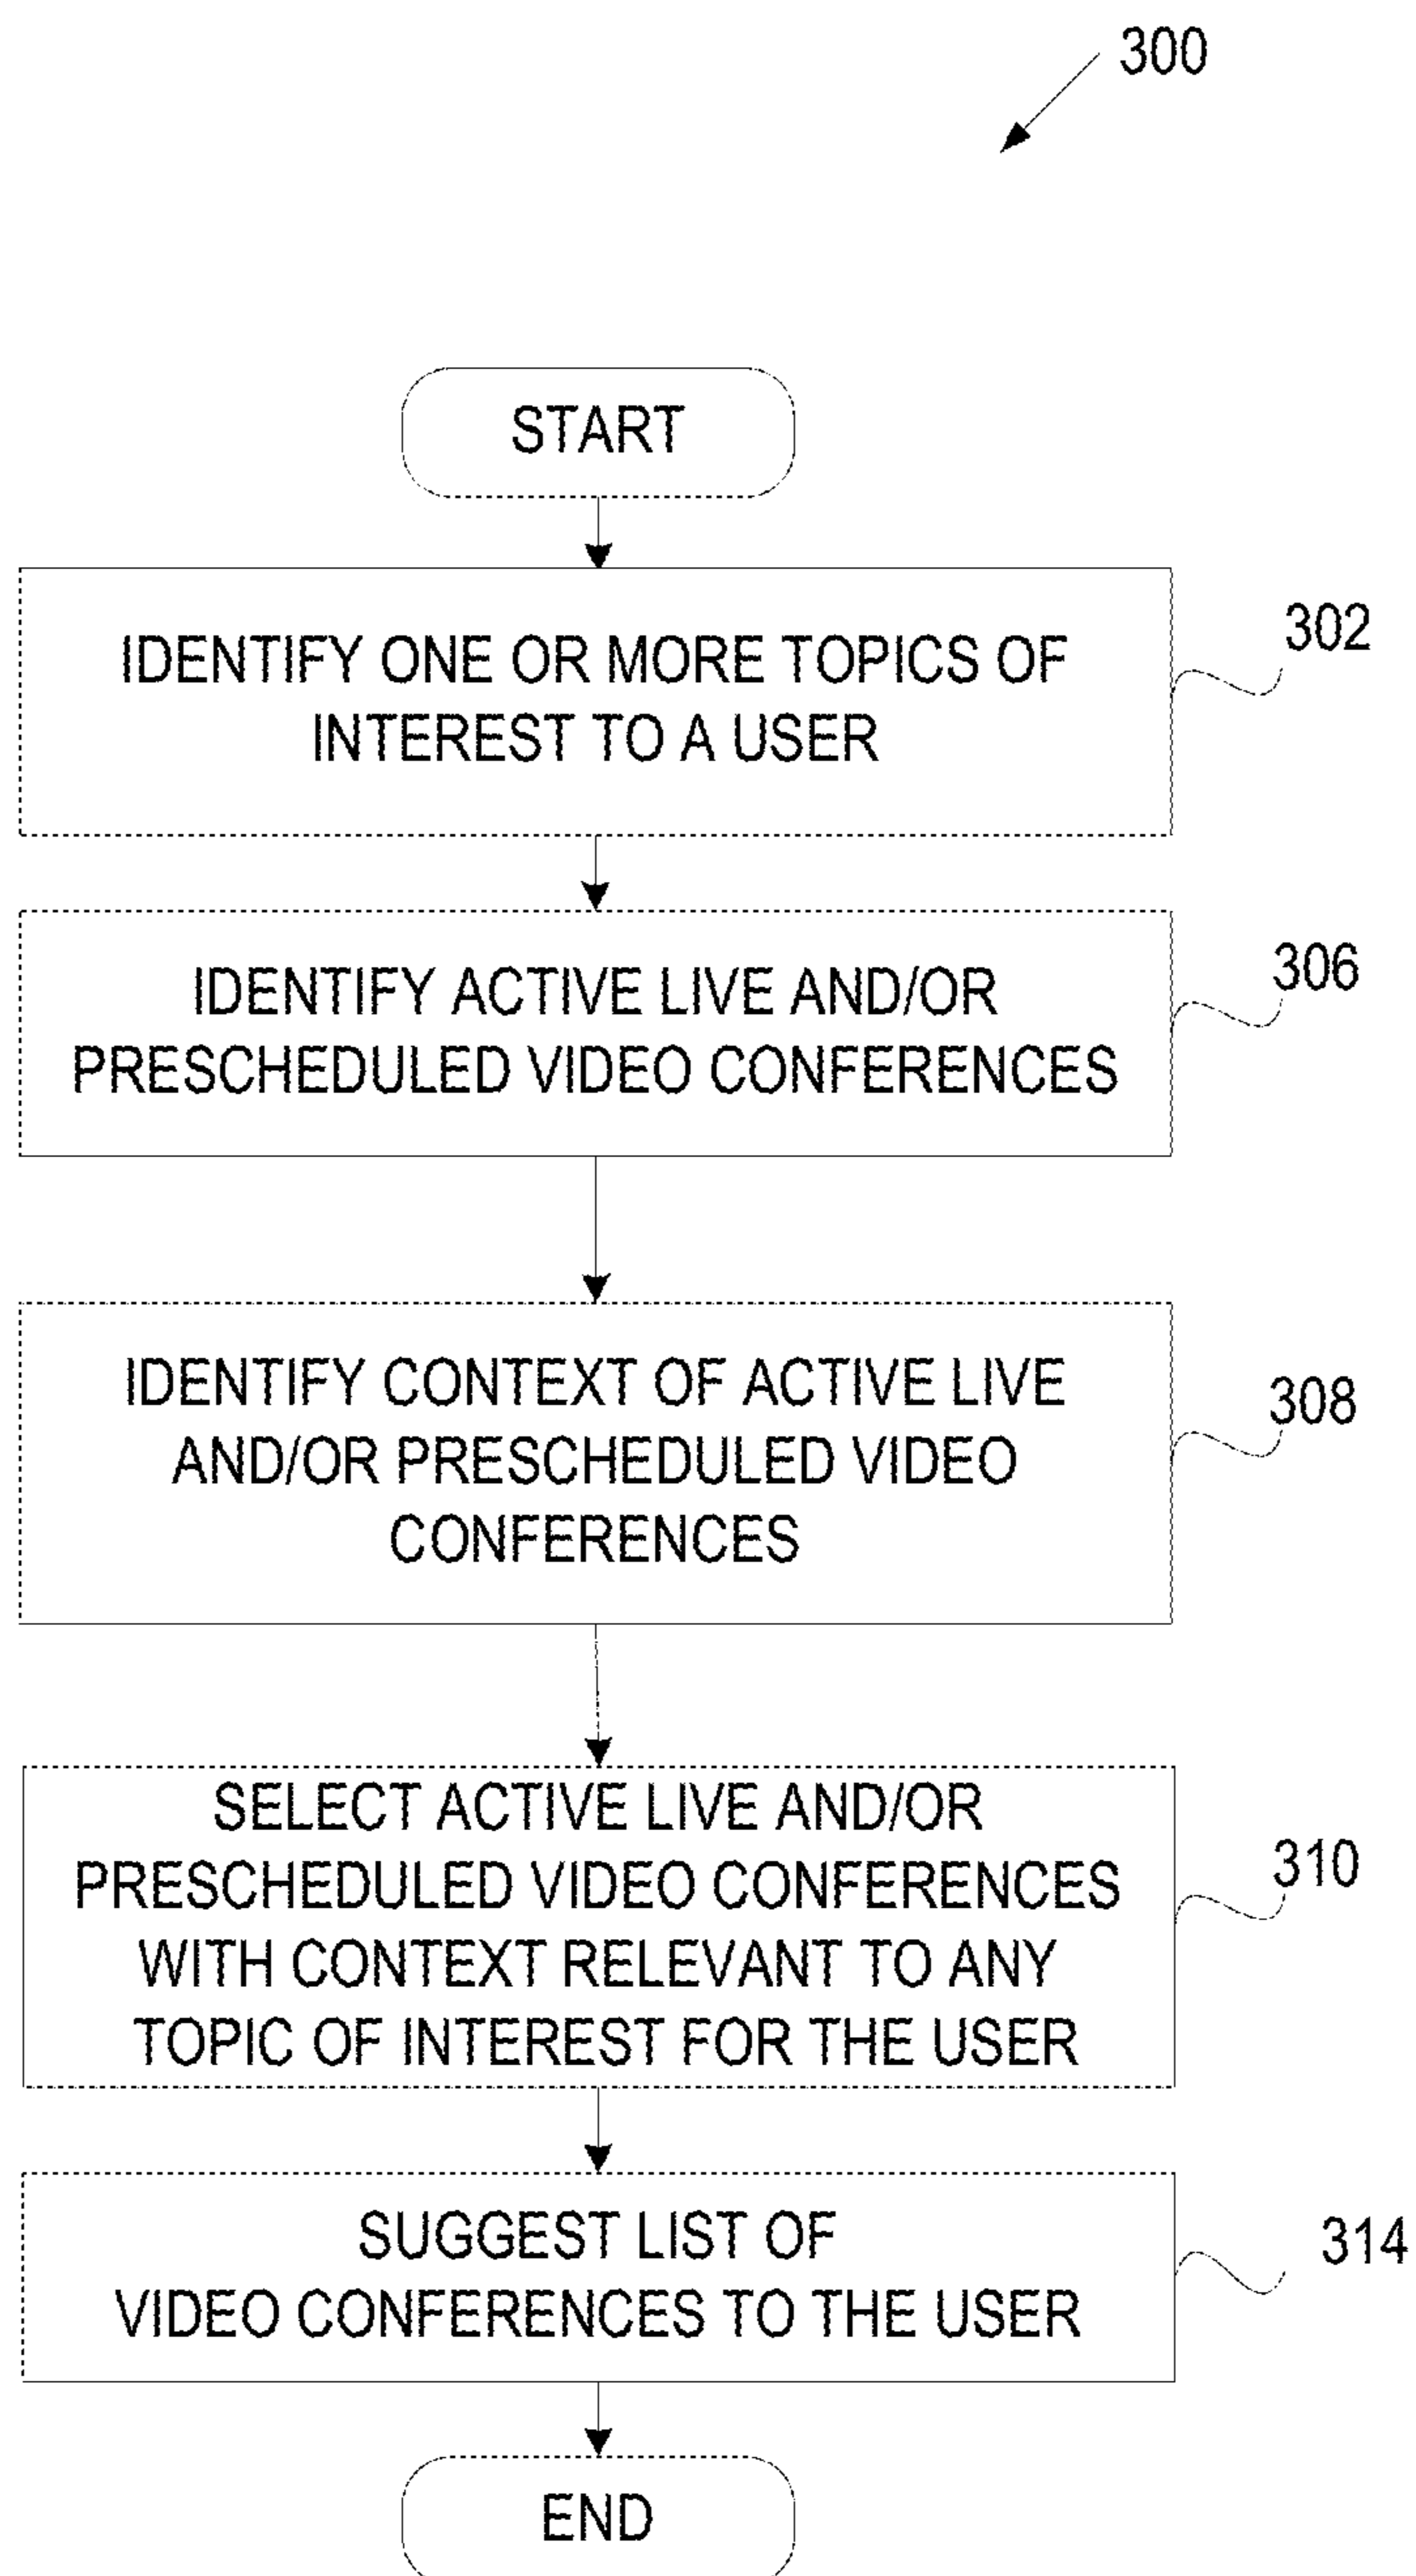 300
START
IDENTIFY ONE OR MORE TOPICS OF
INTEREST TO A USER
302
IDENTIFY ACTIVE LIVE AND/OR
PRESCHEDULED VIDEO CONFERENCES
306
IDENTIFY CONTEXT OF ACTIVE LIVE
AND/OR PRESCHEDULED VIDEO
CONFERENCES
308
SELECT ACTIVE LIVE AND/OR
PRESCHEDULED VIDEO CONFERENCES
WITH CONTEXT RELEVANT TO ANY
TOPIC OF INTEREST FOR THE USER
310
SUGGEST LIST OF
VIDEO CONFERENCES TO THE USER
314
END